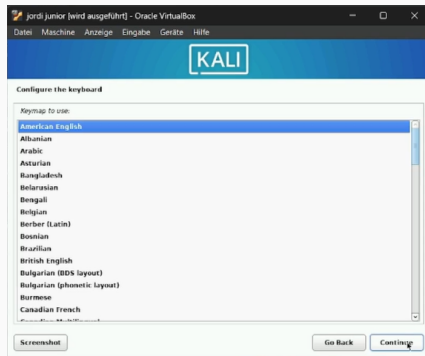 jordi junior [wird ausgeführt] - Oracle VirtualBox
Datei Maschine Anzeige Eingabe Geräte Hilfe
KALI
Configure the keyboard
Keymap to use:
American English
Albanian
Arabic
Asturian
Bangladesh
Belarusian
Bengali
Belgian
Berber (Latin)
Bosnian
Brazilian
British English
Bulgarian (BDS layout)
Bulgarian (phonetic layout)
Burmese
Canadian French
Canadian Multilingual
Screenshot Go Back Continue